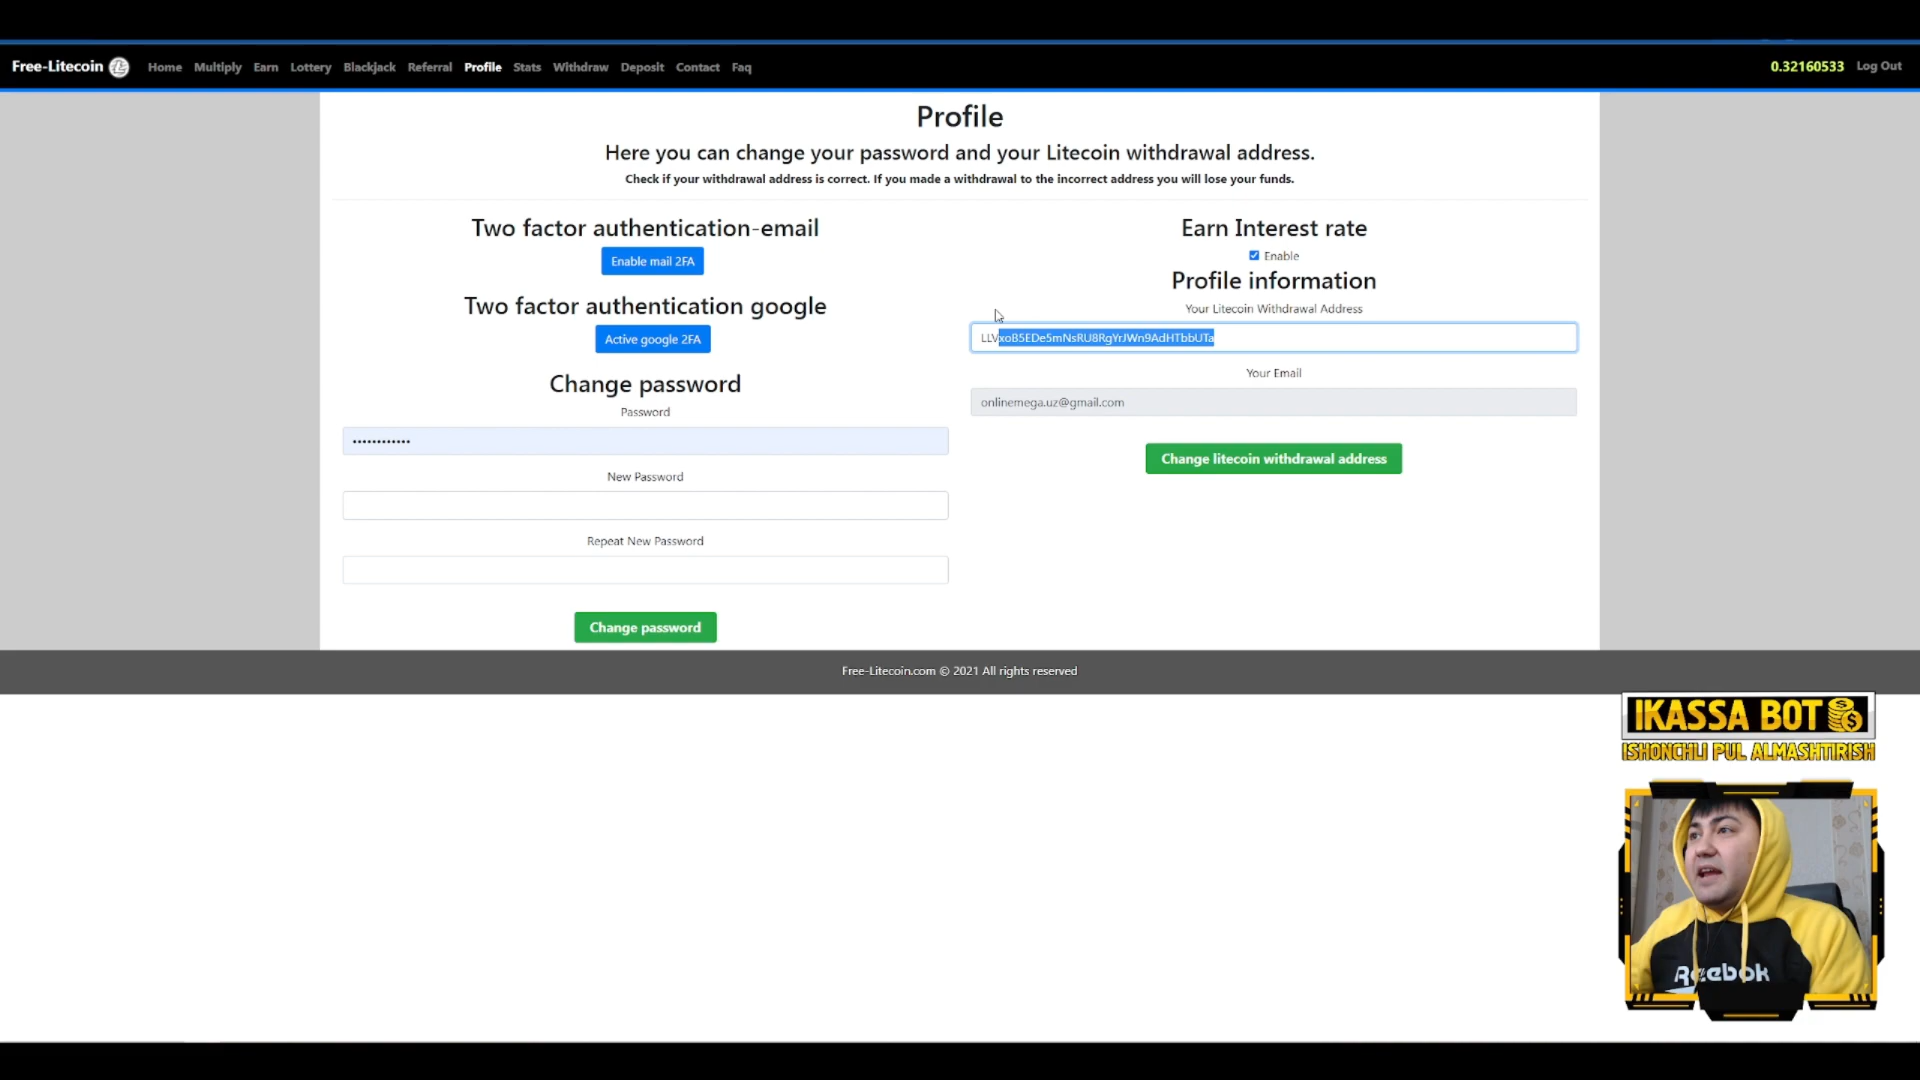 Free-Litecoin
Home Multiply Earn Lottery Blackjack Referral Profile Stats Withdraw Deposit Contact Faq
0.32160533 Log Out
Profile
Here you can change your password and your Litecoin withdrawal address.
Check if your withdrawal address is correct. If you made a withdrawal to the incorrect address you will lose your funds.
Two factor authentication-email
Enable mail 2FA
Two factor authentication google
Active google 2FA
Change password
Password
••••••••••••
New Password
Repeat New Password
Change password
Earn Interest rate
Enable
Profile information
Your Litecoin Withdrawal Address
LLVxoB5EDe5mNsRU8RgYrJWn9AdHTbbUTa
Your Email
onlinemega.uz@gmail.com
Change litecoin withdrawal address
Free-Litecoin.com © 2021 All rights reserved
IKASSA BOT
ISHONCHLI PUL ALMASHTIRISH
Reebok